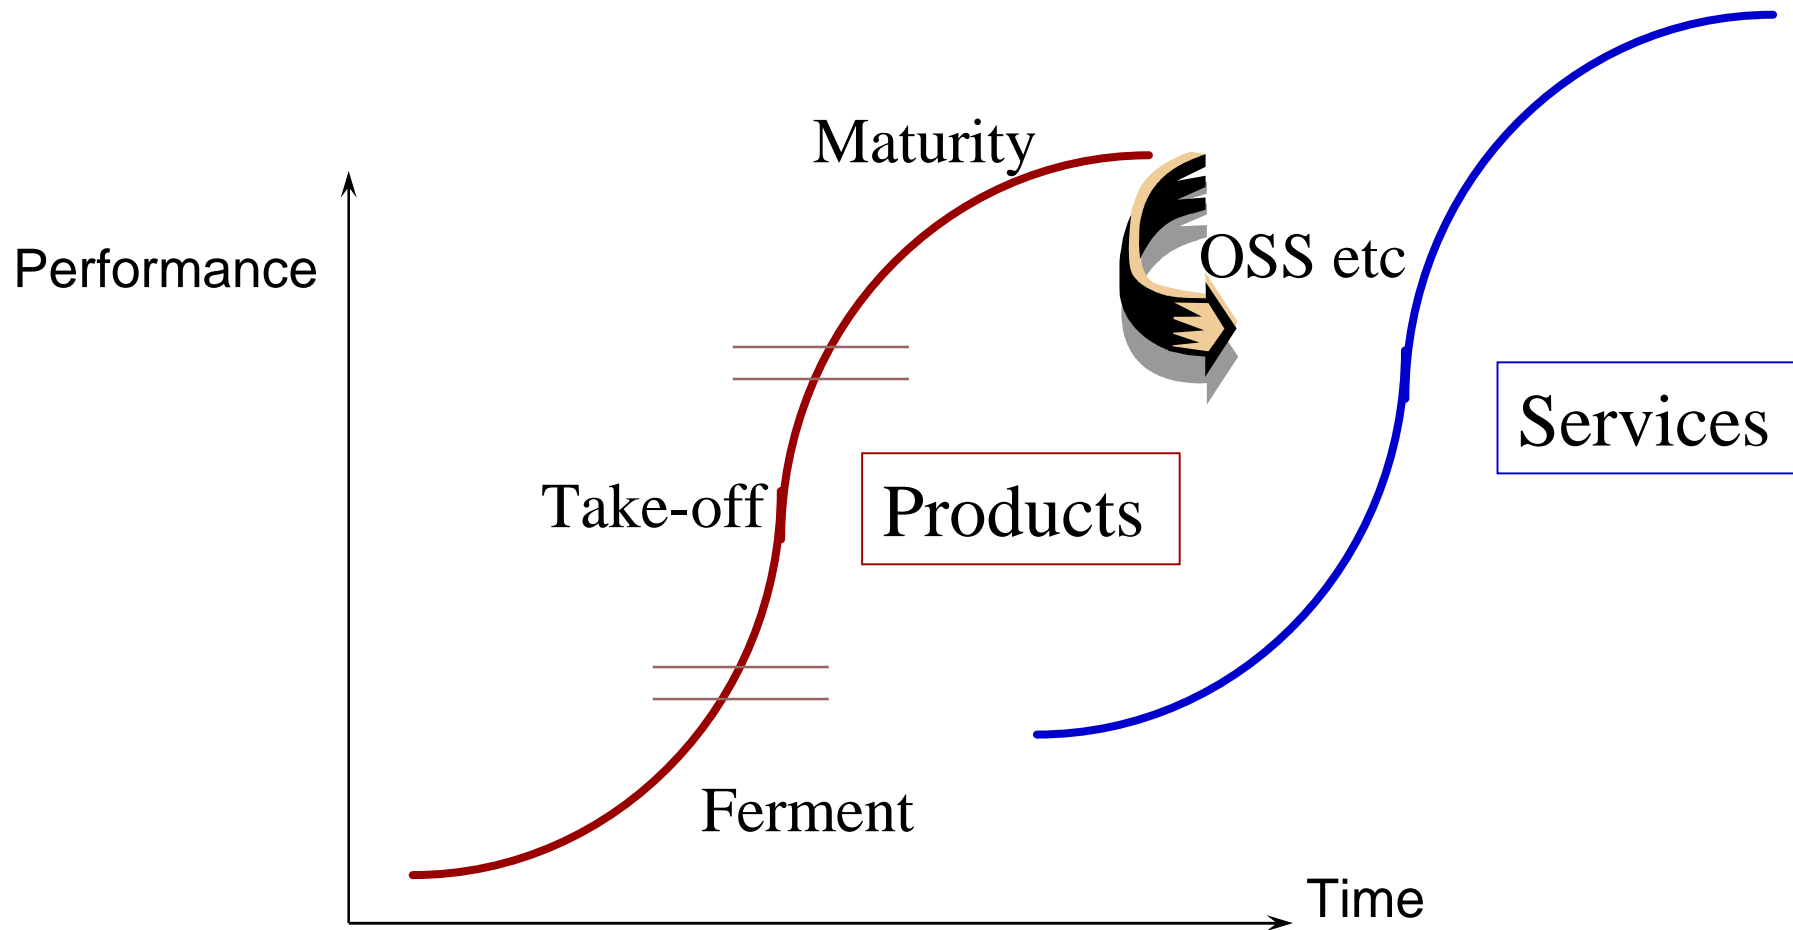 Maturity
Performance
OSS etc
Services
Take-off
Products
Ferment
Time